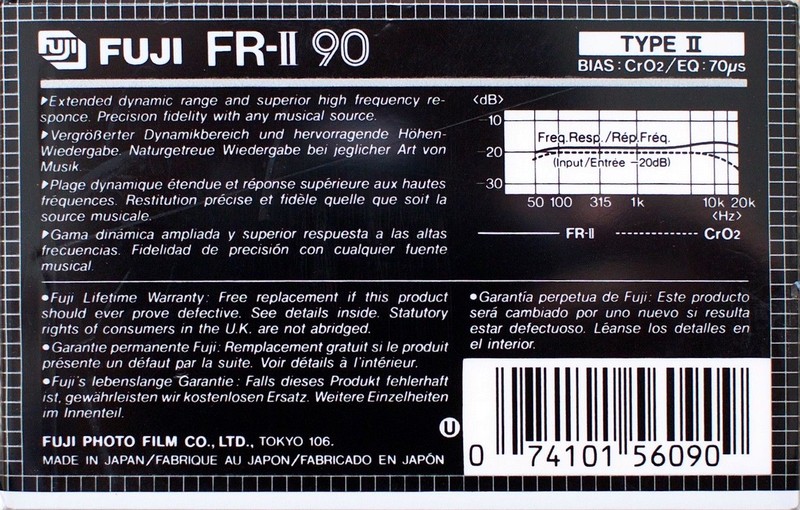 FUJI FUJI FR-II 90
TYPE II
BIAS: CrO2/EQ: 70μs
▶Extended dynamic range and superior high frequency re-
sponce. Precision fidelity with any musical source.
▶Vergrößerter Dynamikbereich und hervorragende Höhen-
Wiedergabe. Naturgetreue Wiedergabe bei jeglicher Art von
Musik.
▶Plage dynamique étendue et réponse supérieure aux hautes
fréquences. Restitution précise et fidèle quelle que soit la
source musicale.
▶Gama dinámica ampliada y superior respuesta a las altas
frecuencias. Fidelidad de precisión con cualquier fuente
musical.
<dB>
-10
-20
-30
Freq.Resp./Rép.Fréq.
(Input/Entrée -20dB)
50 100 315 1k 10k 20k
<Hz>
FR-II CrO2
●Fuji Lifetime Warranty: Free replacement if this product
should ever prove defective. See details inside. Statutory
rights of consumers in the U.K. are not abridged.
●Garantie permanente Fuji: Remplacement gratuit si le produit
présente un défaut par la suite. Voir détails à l'intérieur.
●Fuji's lebenslange Garantie: Falls dieses Produkt fehlerhaft
ist, gewährleisten wir kostenlosen Ersatz. Weitere Einzelheiten
im Innenteil.
●Garantía perpetua de Fuji: Este producto
será cambiado por uno nuevo si resulta
estar defectuoso. Léanse los detalles en
el interior.
FUJI PHOTO FILM CO., LTD., TOKYO 106.
MADE IN JAPAN/FABRIQUE AU JAPON/FABRICADO EN JAPÓN
U
0 74101 56090